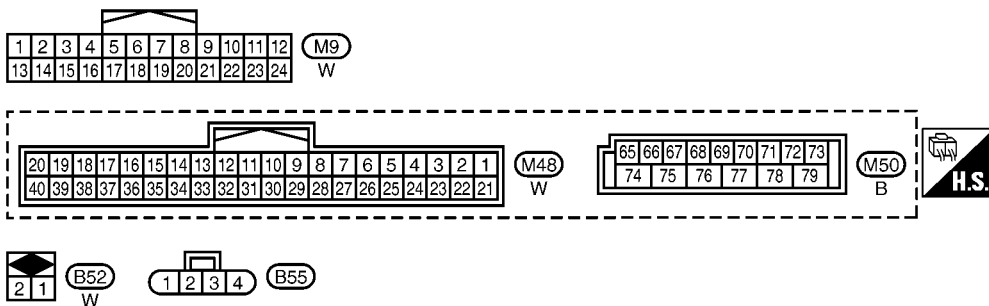 1 2 3 4 5 6 7 8 9 10 11 12
13 14 15 16 17 18 19 20 21 22 23 24
M9
W
20 19 18 17 16 15 14 13 12 11 10 9 8 7 6 5 4 3 2 1
40 39 38 37 36 35 34 33 32 31 30 29 28 27 26 25 24 23 22 21
M48
W
65 66 67 68 69 70 71 72 73
74 75 76 77 78 79
M50
B
H.S.
2 1
B52
W
1 2 3 4
B55